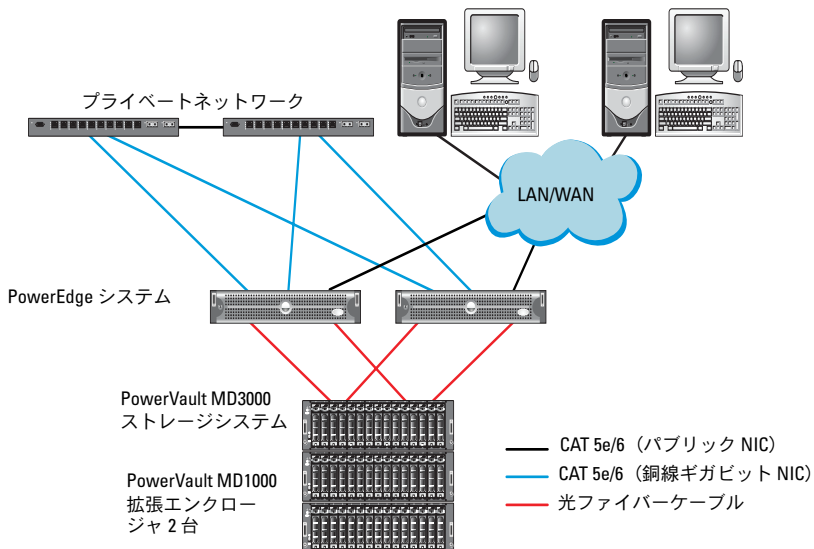 プライベートネットワーク
LAN/WAN
PowerEdge システム
PowerVault MD3000
ストレージシステム
PowerVault MD1000
拡張エンクロー
ジャ 2 台
CAT 5e/6（パブリック NIC）
CAT 5e/6（銅線ギガビット NIC）
光ファイバーケーブル